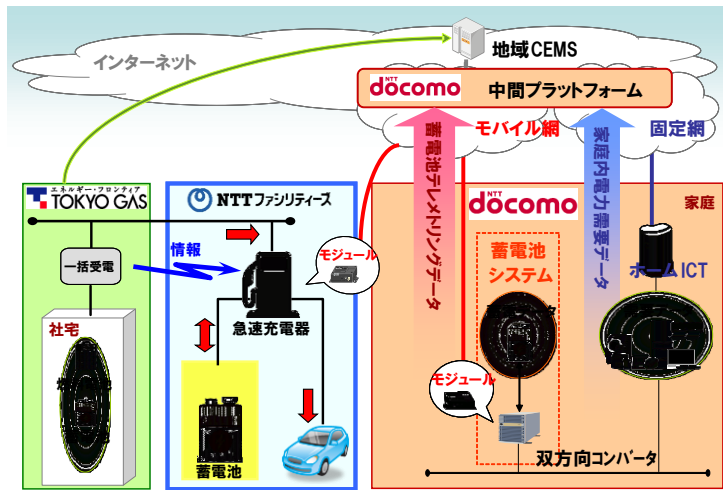 地域CEMS
インターネット
NTT
döcomo 中間プラットフォーム
モバイル網
固定網
蓄電池テレメトリングデータ
家庭内電力需要データ
エネルギー・フロンティア
TOKYO GAS
NTTファシリティーズ
NTT
döcomo
家庭
一括受電
情報
モジュール
蓄電池
システム
ホームICT
社宅
急速充電器
モジュール
蓄電池
双方向コンバータ